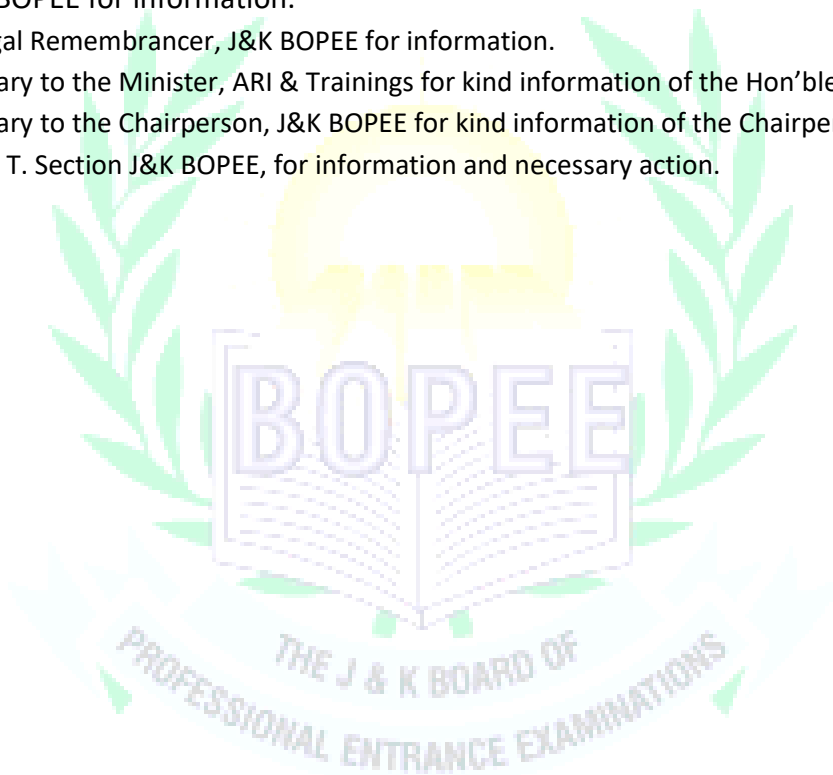 BOPEE for information.
gal Remembrancer, J&K BOPEE for information.
ary to the Minister, ARI & Trainings for kind information of the Hon’ble
ary to the Chairperson, J&K BOPEE for kind information of the Chairpe
T. Section J&K BOPEE, for information and necessary action.
BOPEE
THE J & K BOARD OF
PROFESSIONAL ENTRANCE EXAMINATIONS